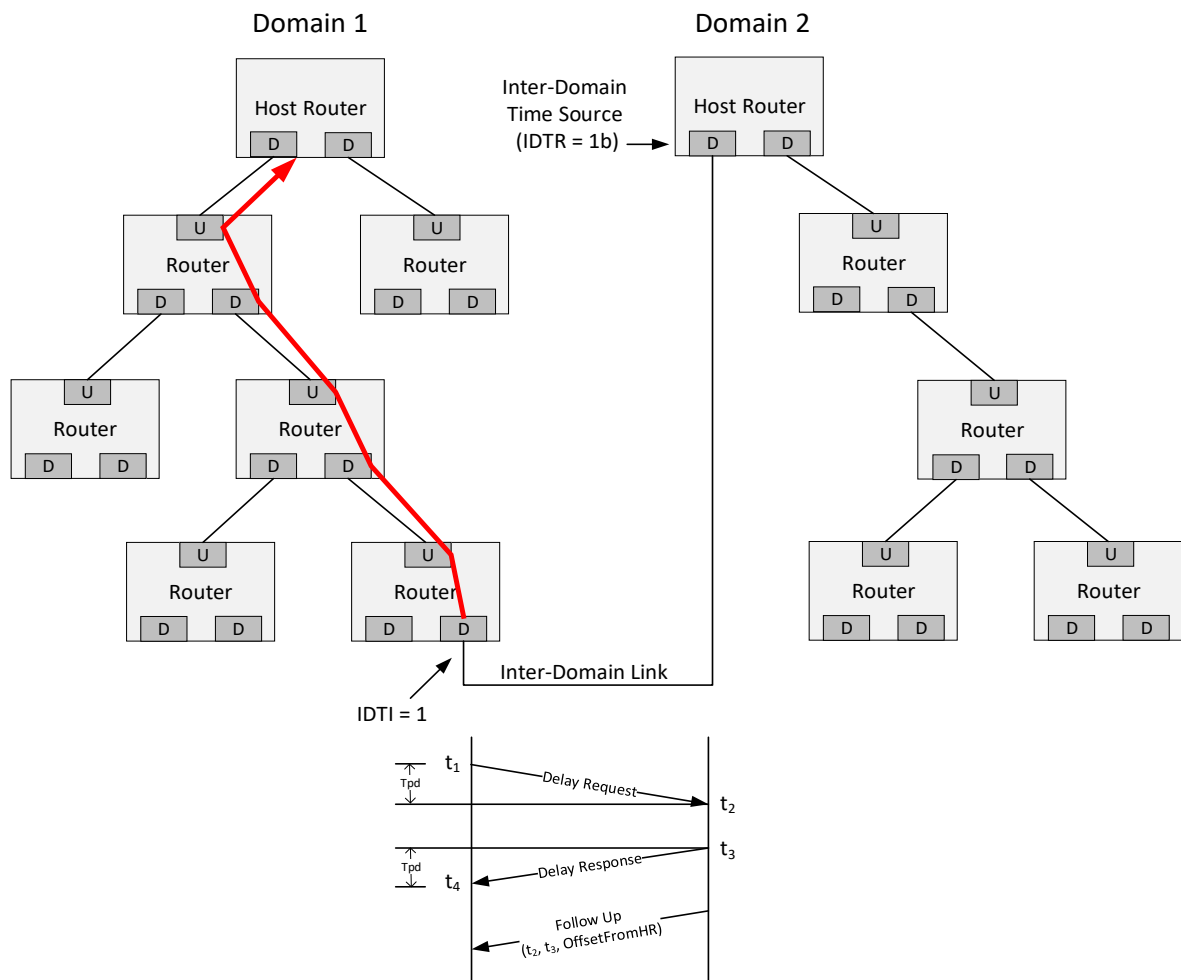 Domain 1
Domain 2
Host Router
D
D
Inter-Domain
Time Source
(IDTR = 1b)
Host Router
D
D
U
Router
D
D
U
Router
D
D
U
Router
D
D
U
Router
D
D
U
Router
D
D
U
Router
D
D
U
Router
D
D
U
Router
D
D
U
Router
D
D
U
Router
D
D
Inter-Domain Link
IDTI = 1
t1
Tpd
Delay Request
t2
t3
Tpd
Delay Response
t4
Follow Up
(t2, t3, OffsetFromHR)